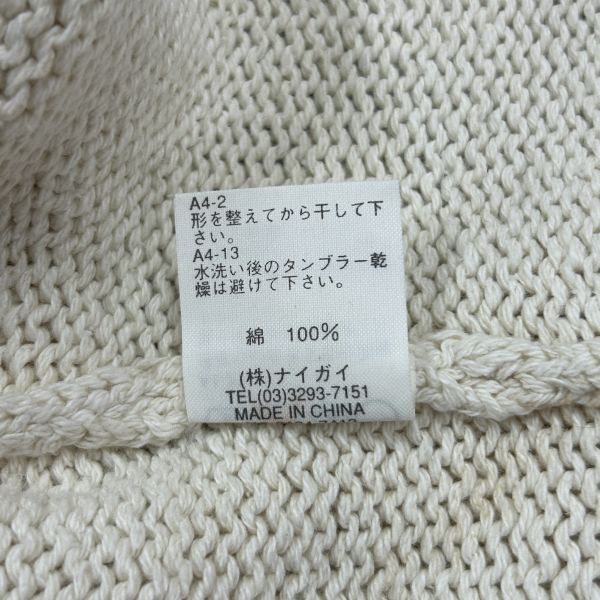 A4-2
形を整えてから干して下
さい。
A4-13
水洗い後のタンブラー乾
燥は避けて下さい。
綿 100%
(株)ナイガイ
TEL(03)3293-7151
MADE IN CHINA